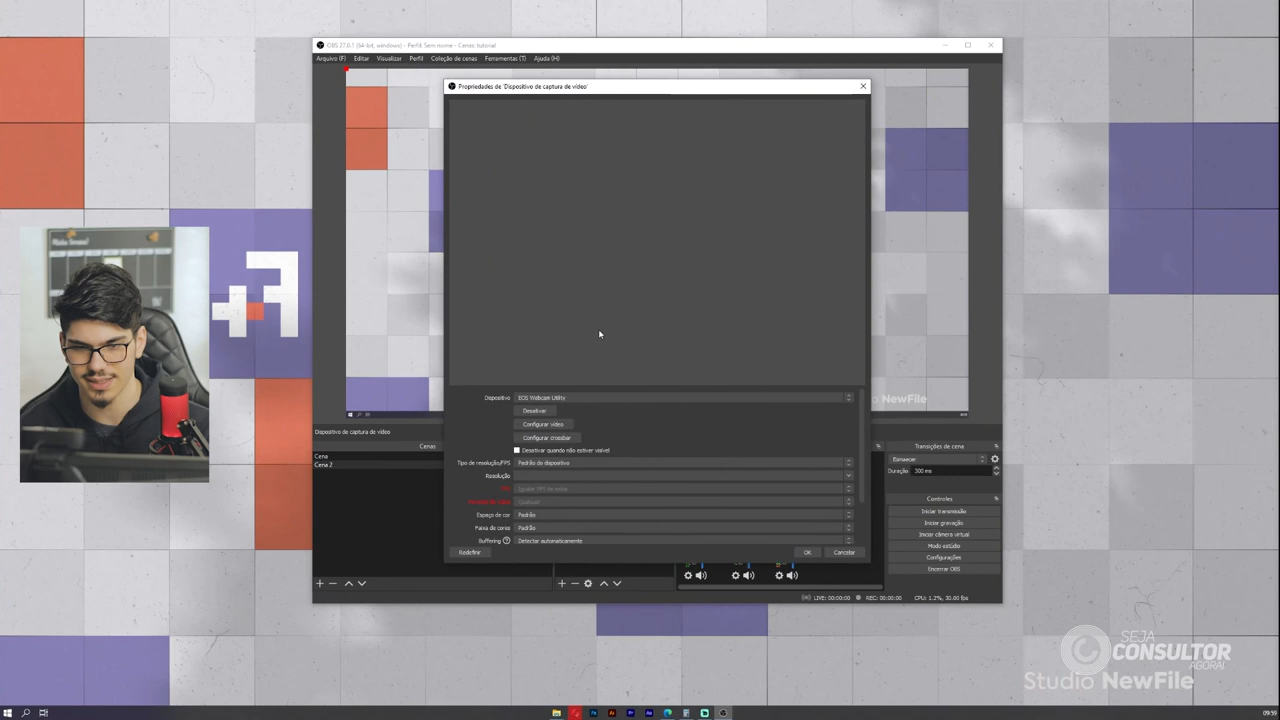 OBS 27.0.1 (64-bit, windows) - Perfil: Sem nome - Cenas: tutorial
Arquivo (F) Editar Visualizar Perfil Coleção de cenas Ferramentas (T) Ajuda (H)
Propriedades de 'Dispositivo de captura de vídeo'
Dispositivo EOS Webcam Utility
Desativar
Configurar vídeo
Configurar crossbar
Desativar quando não estiver visível
Tipo de resolução/FPS Padrão do dispositivo
Resolução
Espaço de cor Padrão
Faixa de cores Padrão
Buffering Detectar automaticamente
Redefinir OK Cancelar
NewFile
Dispositivo de captura de vídeo
Cenas
Cena
Cena 2
Transições de cena
Esmaecer
Duração 300 ms
Controles
Iniciar transmissão
Iniciar gravação
Iniciar câmera virtual
Modo estúdio
Configurações
Encerrar OBS
LIVE: 00:00:00 REC: 00:00:00 CPU: 1.2%, 30.00 fps
SEJA
CONSULTOR
AGORA!
Studio NewFile
09:59